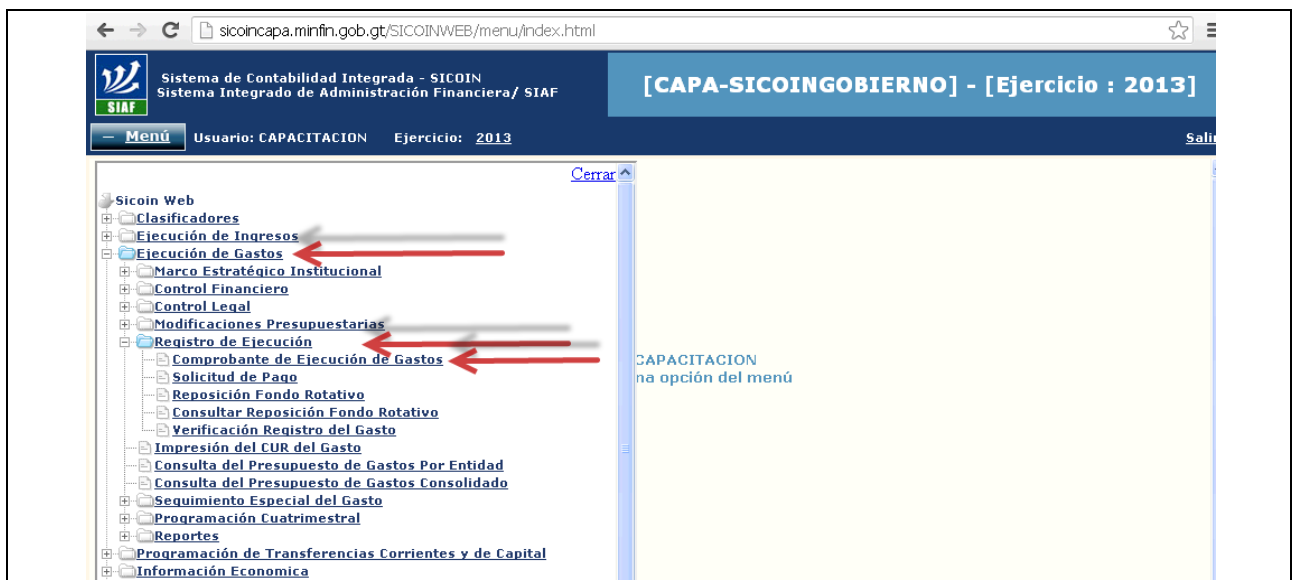 sicoincapa.minfin.gob.gt/SICOINWEB/menu/index.html
SIAF
Sistema de Contabilidad Integrada - SICOIN
Sistema Integrado de Administración Financiera/ SIAF
[CAPA-SICOINGOBIERNO] - [Ejercicio : 2013]
Menú Usuario: CAPACITACION Ejercicio: 2013
Cerrar
Sicoin Web
Clasificadores
Ejecución de Ingresos
Ejecución de Gastos
Marco Estratégico Institucional
Control Financiero
Control Legal
Modificaciones Presupuestarias
Registro de Ejecución
Comprobante de Ejecución de Gastos
Solicitud de Pago
Reposición Fondo Rotativo
Consultar Reposición Fondo Rotativo
Verificación Registro del Gasto
Impresión del CUR del Gasto
Consulta del Presupuesto de Gastos Por Entidad
Consulta del Presupuesto de Gastos Consolidado
Seguimiento Especial del Gasto
Programación Cuatrimestral
Reportes
Programación de Transferencias Corrientes y de Capital
Información Economica
CAPACITACION
na opción del menú